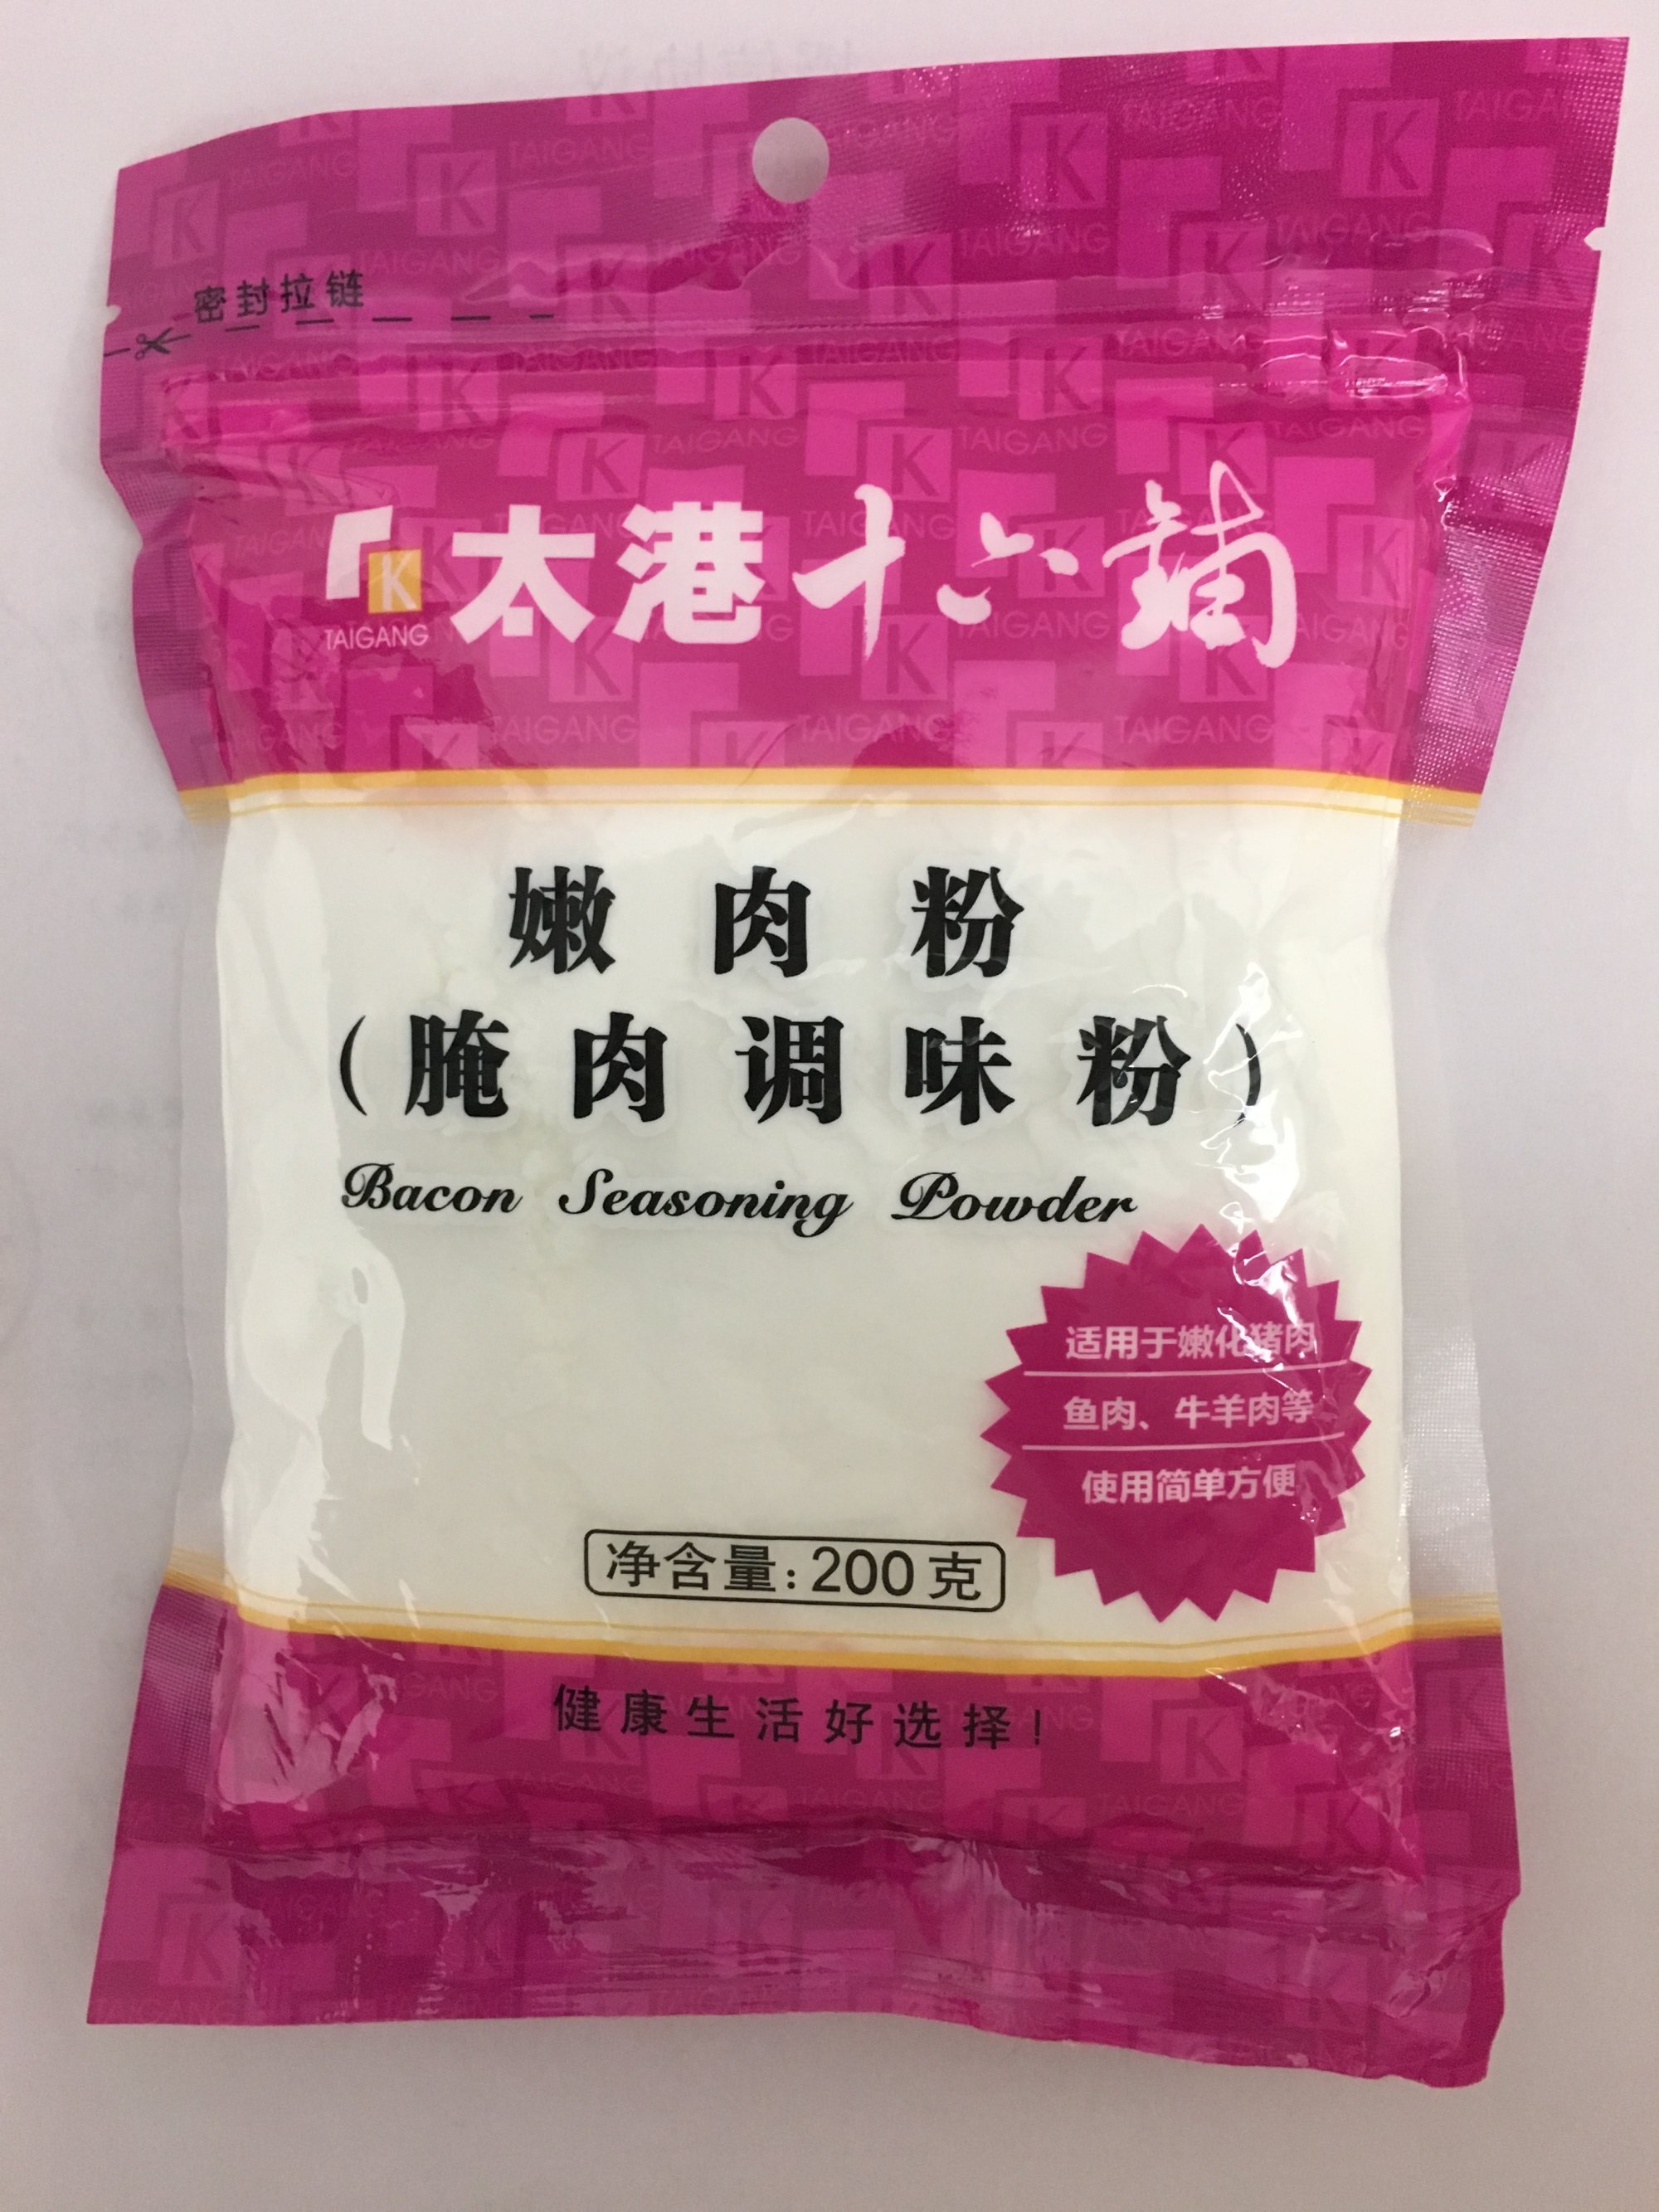 密封拉链
K 太港十六铺
TAIGANG
嫩肉粉
（腌肉调味粉）
Bacon Seasoning Powder
适用于嫩化猪肉
鱼肉、牛羊肉等
使用简单方便
净含量：200克
健康生活好选择！